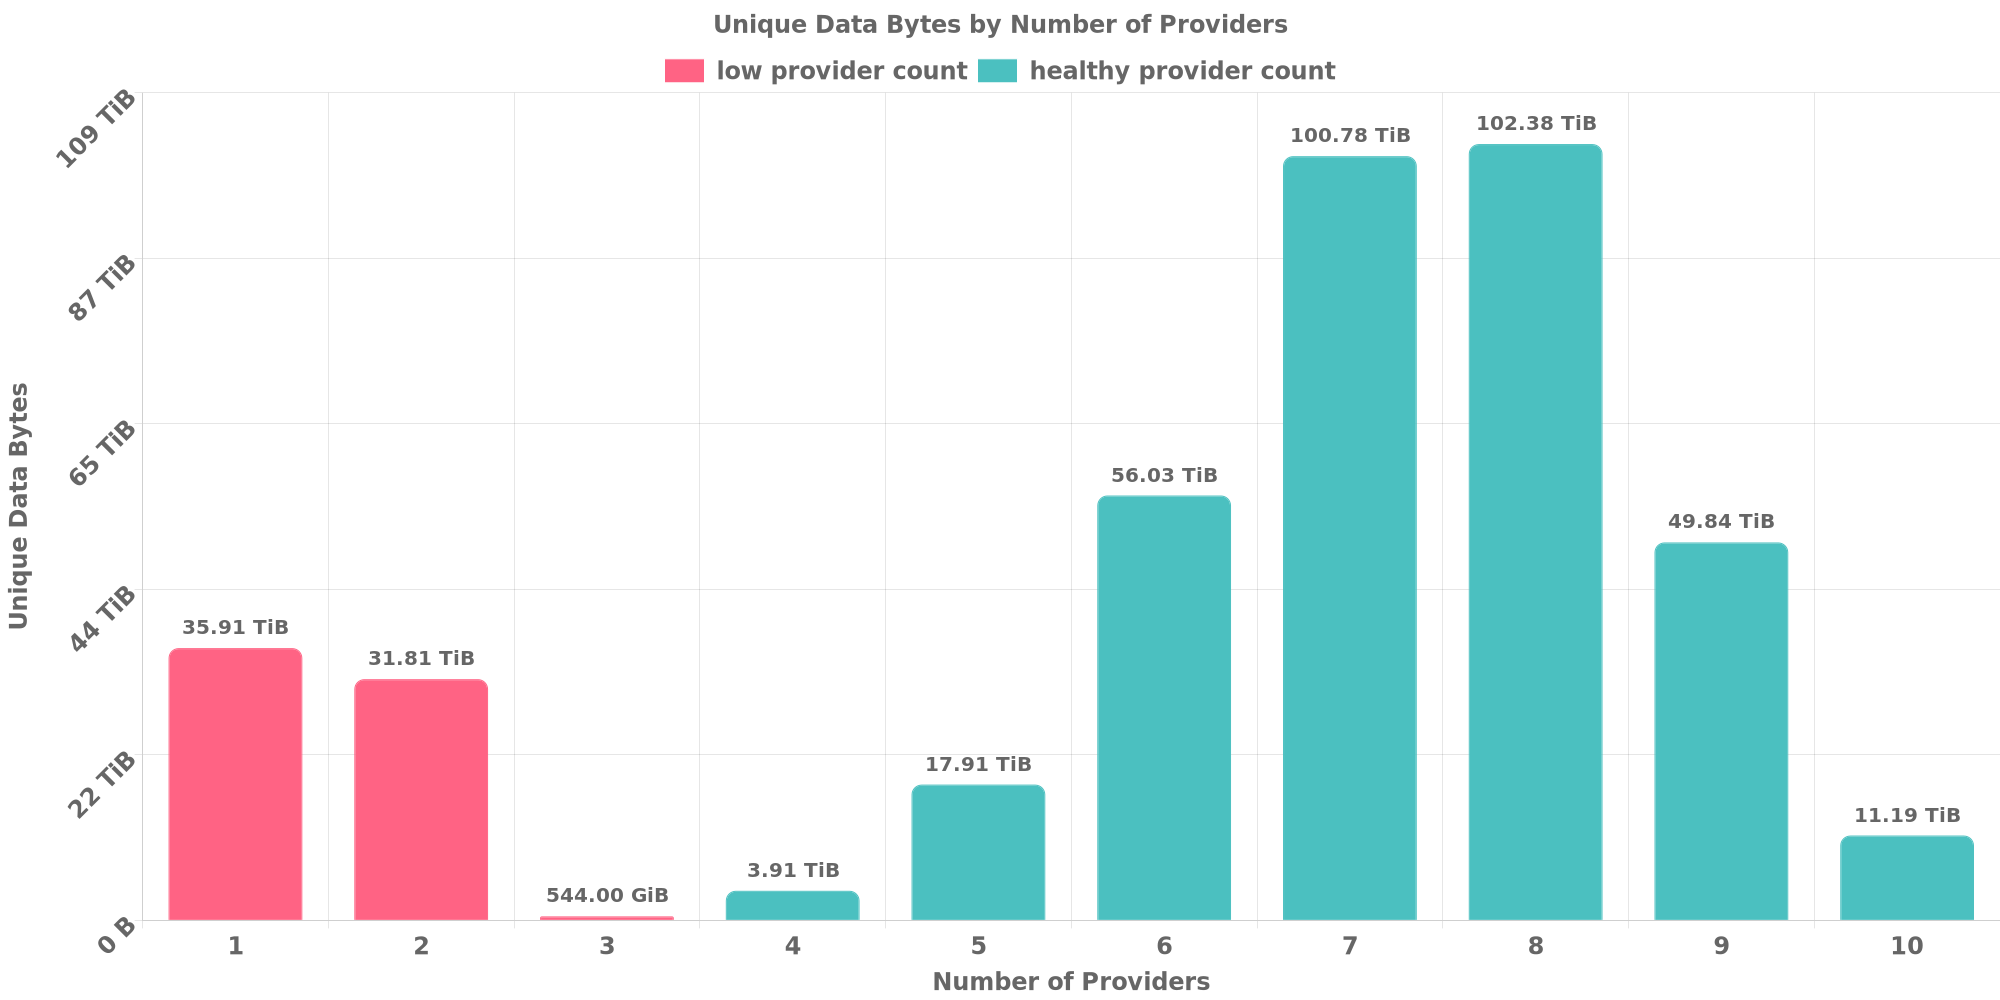 Unique Data Bytes by Number of Providers
low provider count healthy provider count
109 TiB
87 TiB
65 TiB
44 TiB
22 TiB
0 B
Unique Data Bytes
35.91 TiB
31.81 TiB
544.00 GiB
3.91 TiB
17.91 TiB
56.03 TiB
100.78 TiB
102.38 TiB
49.84 TiB
11.19 TiB
1 2 3 4 5 6 7 8 9 10
Number of Providers